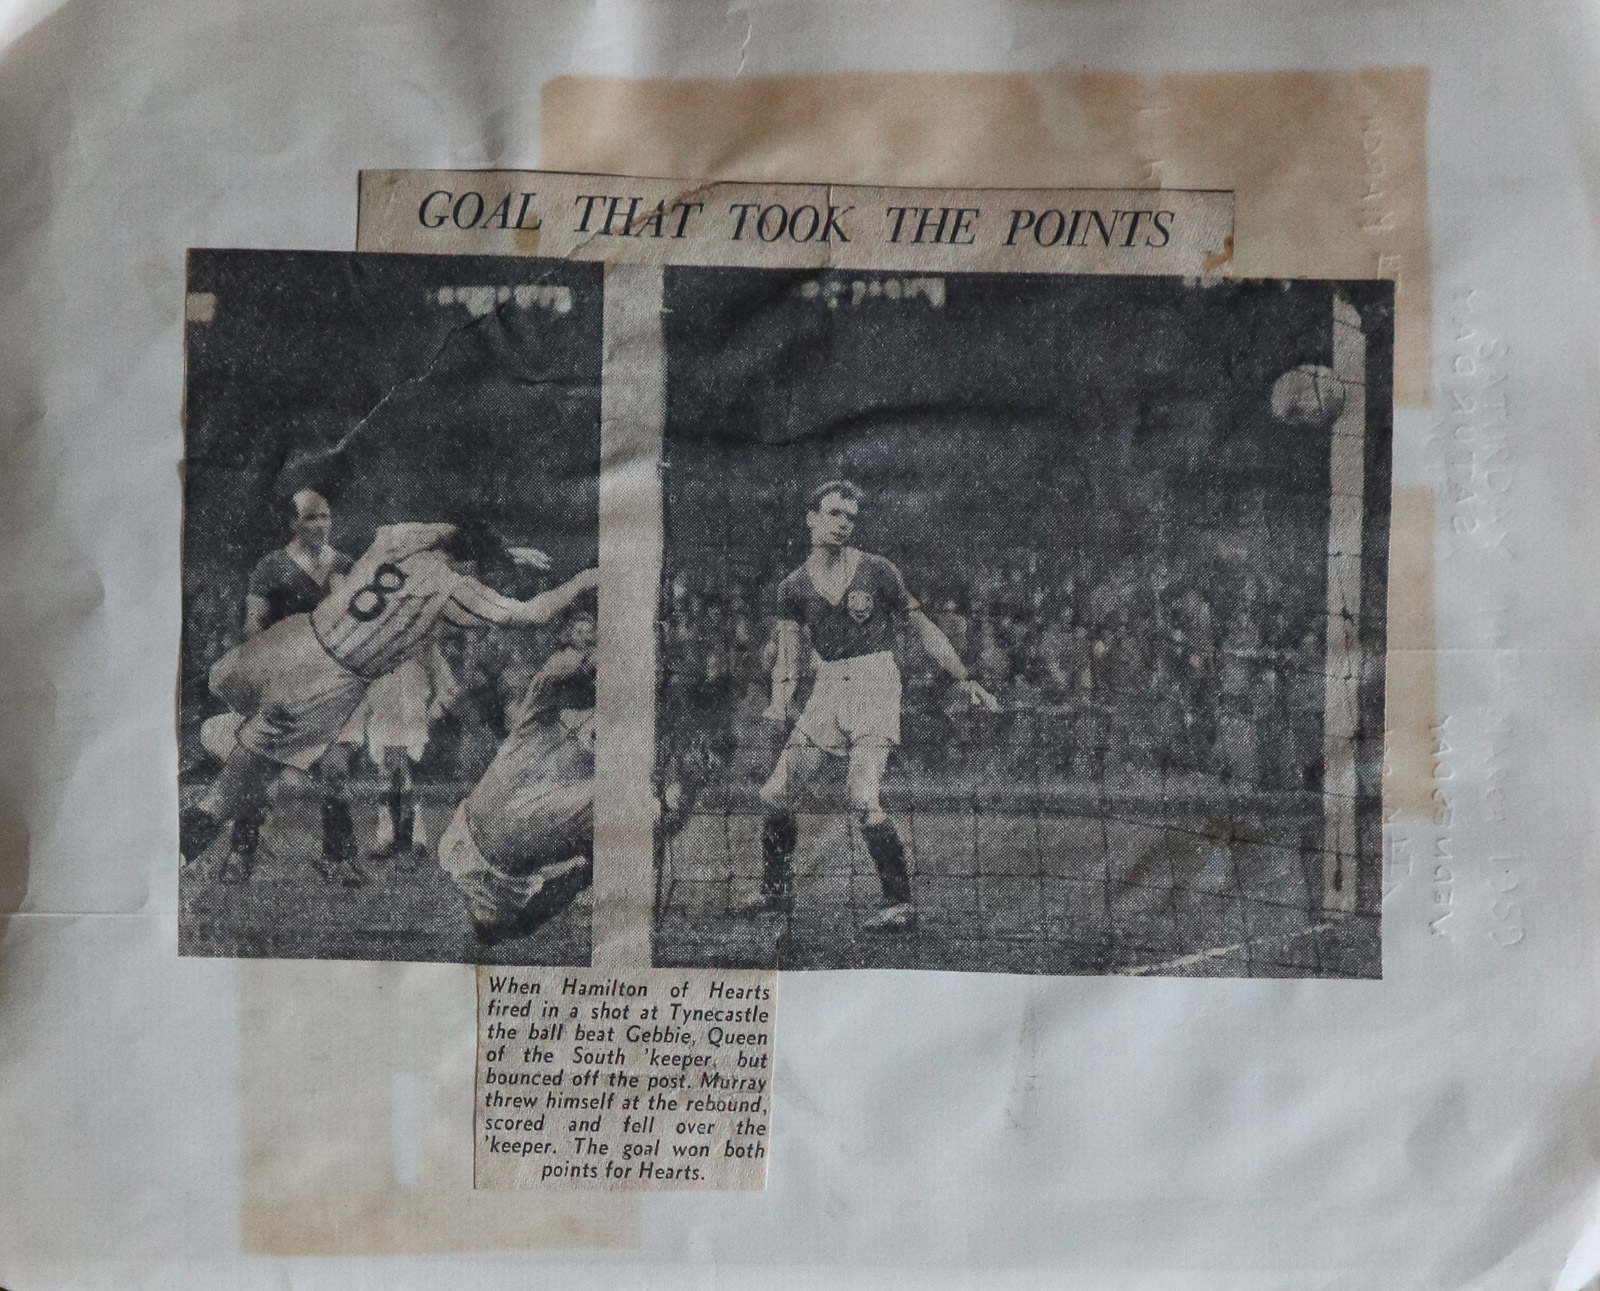 GOAL THAT TOOK THE POINTS
8
When Hamilton of Hearts
fired in a shot at Tynecastle
the ball beat Gebbie, Queen
of the South 'keeper, but
bounced off the post. Murray
threw himself at the rebound,
scored and fell over the
'keeper. The goal won both
points for Hearts.